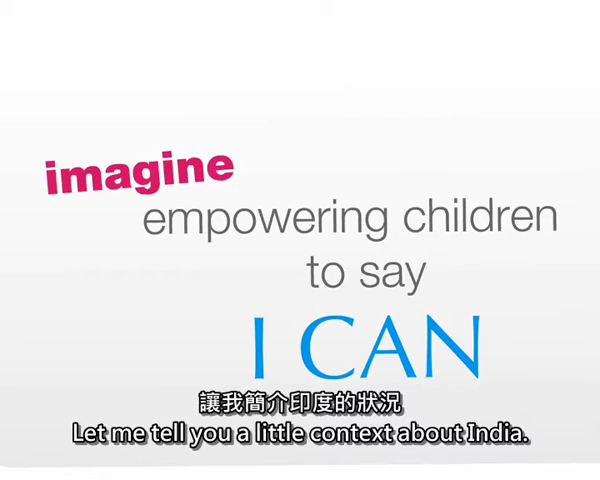 imagine
empowering children
to say
I CAN
讓我簡介印度的狀況
Let me tell you a little context about India.